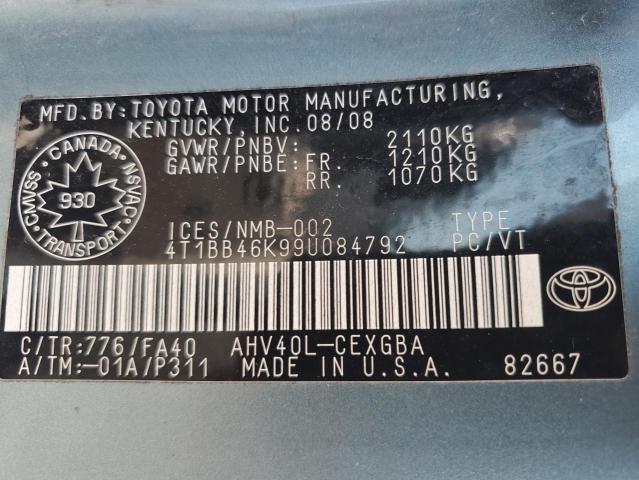 MFD.BY:TOYOTA MOTOR MANUFACTURING,
KENTUCKY, INC.08/08
GVWR/PNBV: 2110KG
GAWR/PNBE: FR. 1210KG
RR. 1070KG
CANADA
CMVSS NSVAC
930
TRANSPORT
ICES/NMB-002 TYPE
4T1BB46K99U084792 PC/VT
C/TR:776/FA40 AHV40L-CEXGBA
A/TM:-01A/P311 MADE IN U.S.A. 82667